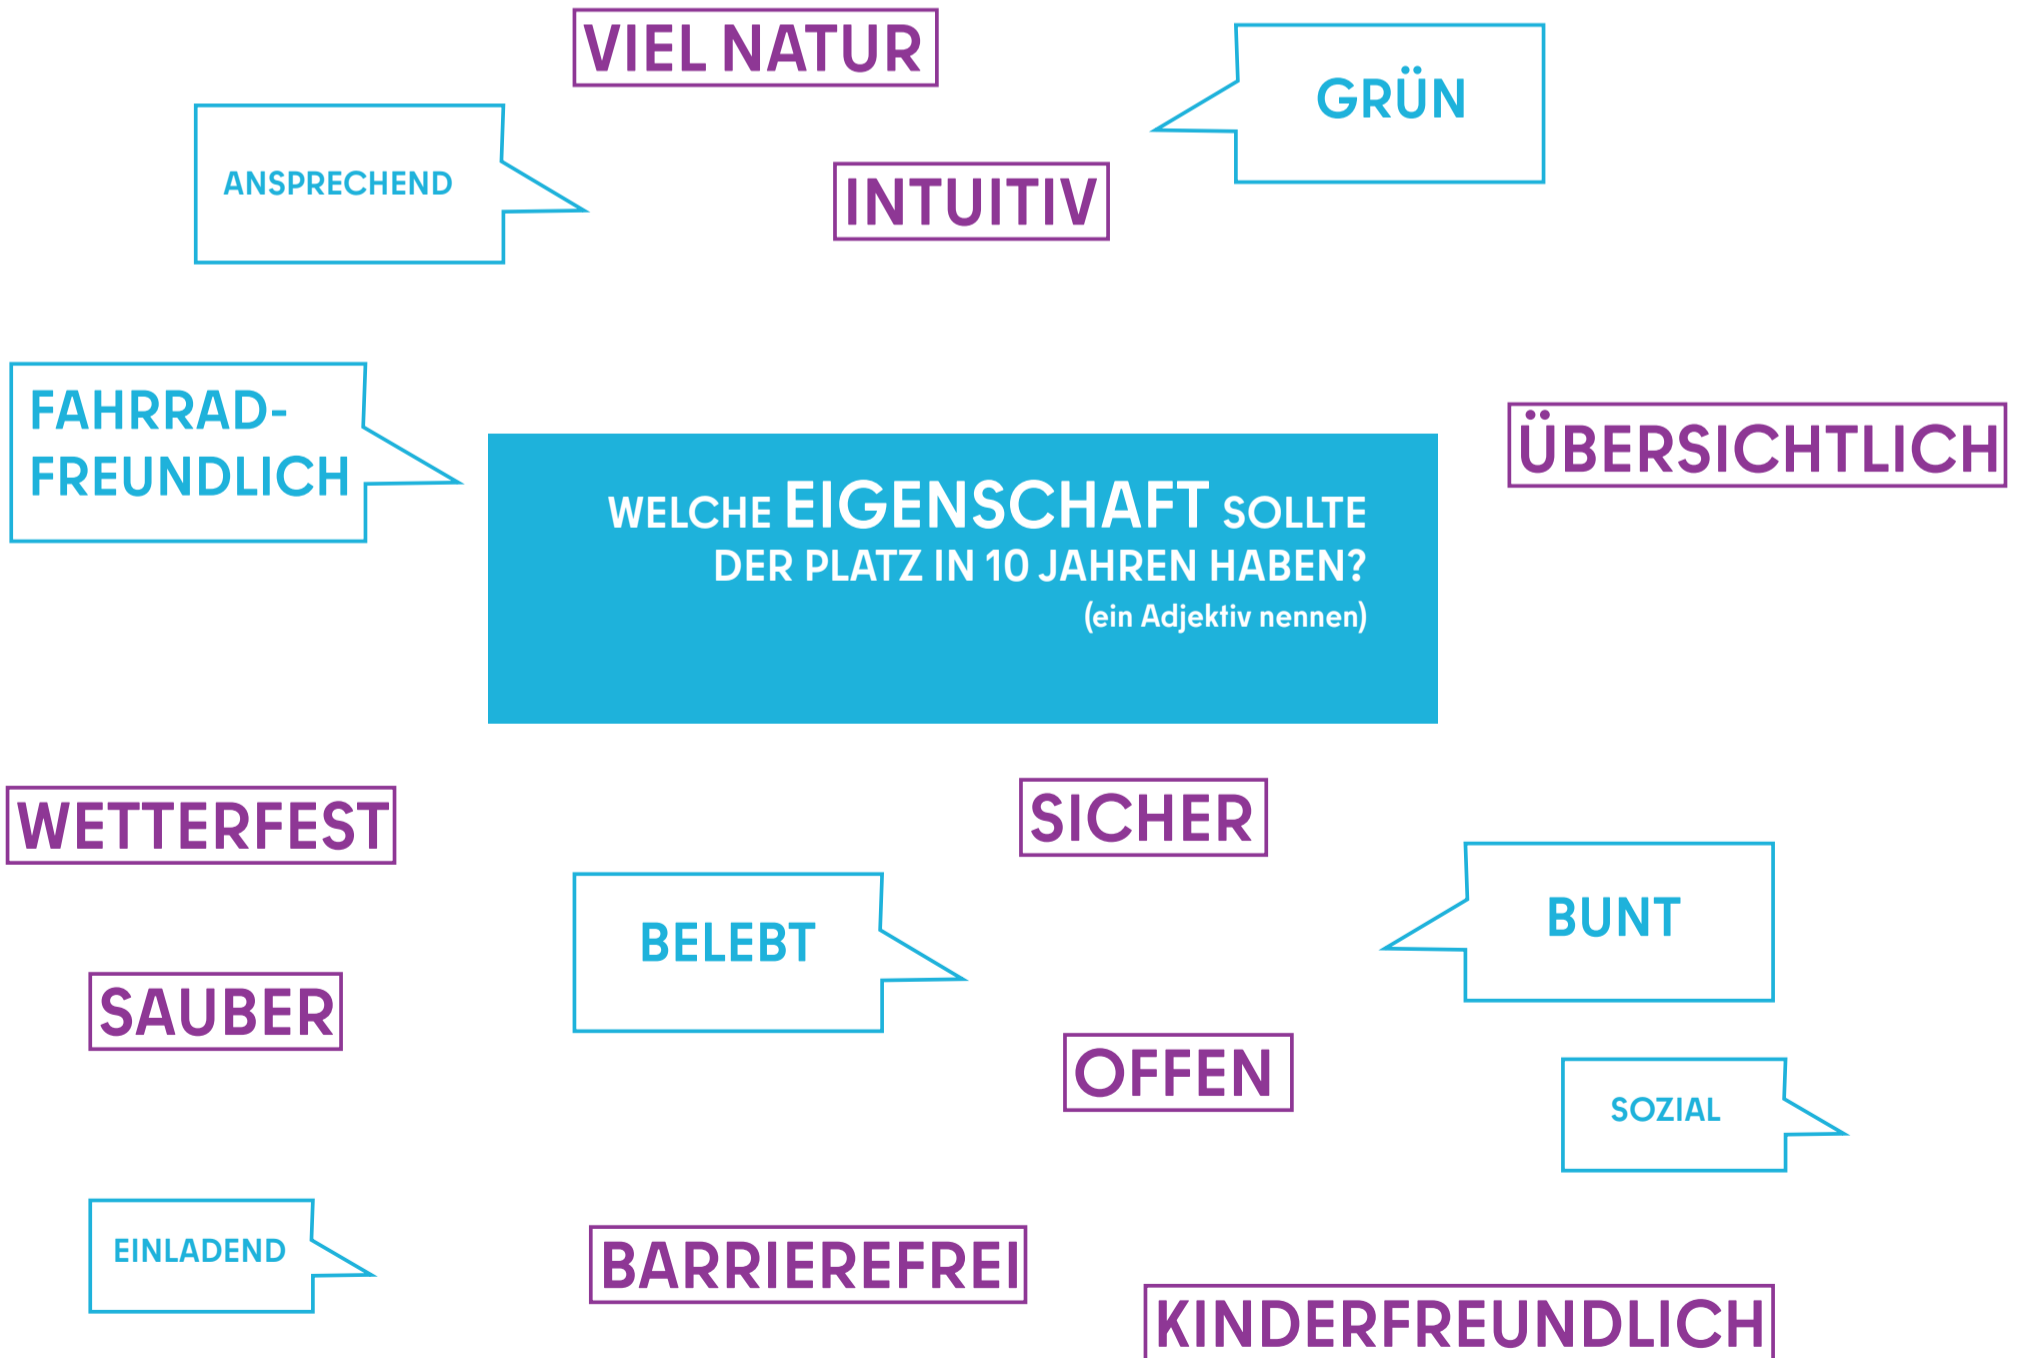 VIEL NATUR
GRÜN
ANSPRECHEND
INTUITIV
FAHRRAD-
FREUNDLICH
ÜBERSICHTLICH
WELCHE EIGENSCHAFT SOLLTE
DER PLATZ IN 10 JAHREN HABEN?
(ein Adjektiv nennen)
WETTERFEST
SICHER
BELEBT
BUNT
SAUBER
OFFEN
SOZIAL
EINLADEND
BARRIEREFREI
KINDERFREUNDLICH